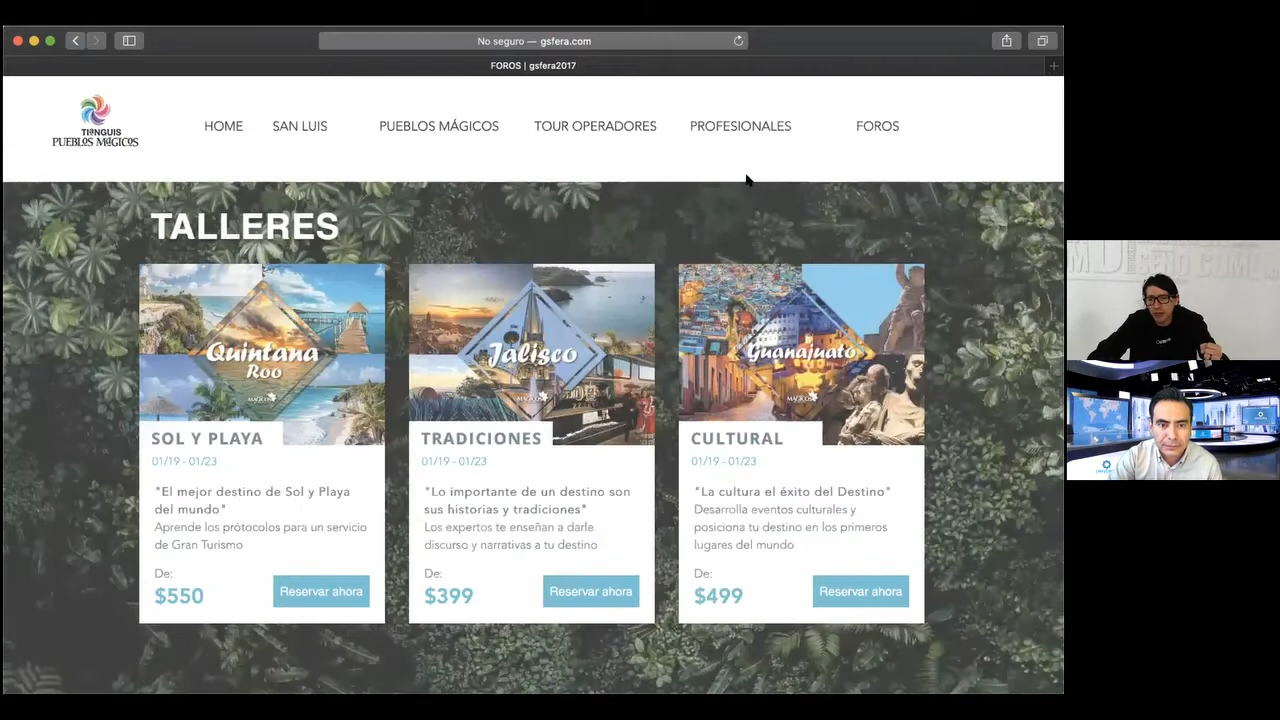 No seguro — gsfera.com
FOROS | gsfera2017
TIANGUIS
PUEBLOS MÁGICOS
HOME SAN LUIS PUEBLOS MÁGICOS TOUR OPERADORES PROFESIONALES FOROS
TALLERES
Quintana
Roo
SOL Y PLAYA
01/19 - 01/23
"El mejor destino de Sol y Playa
del mundo"
Aprende los prótocolos para un servicio
de Gran Turismo
De:
$550
Reservar ahora
Jalisco
MÁGICOS
TRADICIONES
01/19 - 01/23
"Lo importante de un destino son
sus historias y tradiciones"
Los expertos te enseñan a darle
discurso y narrativas a tu destino
De:
$399
Reservar ahora
Guanajuato
MÁGICOS
CULTURAL
01/19 - 01/23
"La cultura el éxito del Destino"
Desarrolla eventos culturales y
posiciona tu destino en los primeros
lugares del mundo
De:
$499
Reservar ahora